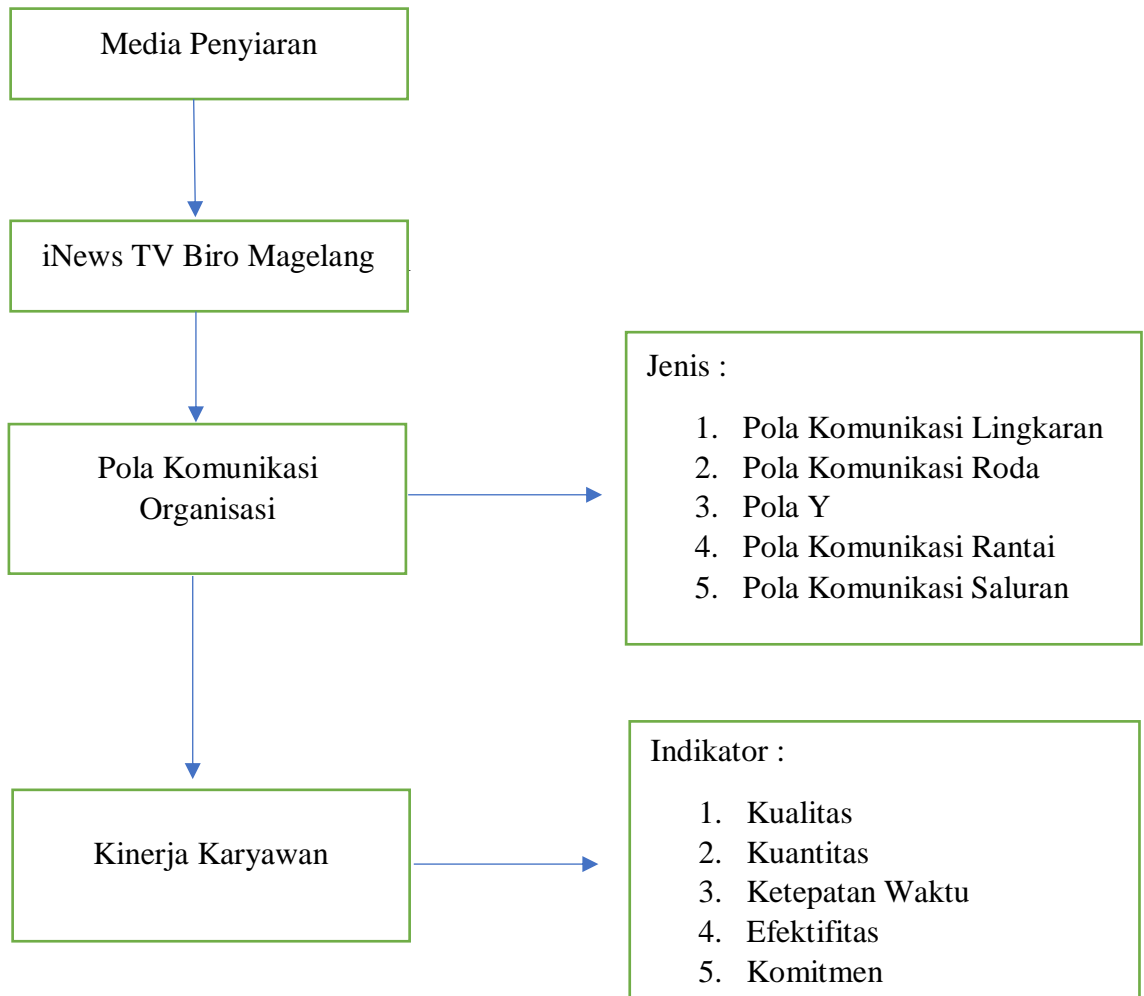 Media Penyiaran
iNews TV Biro Magelang
Pola Komunikasi
Organisasi
Jenis :
1. Pola Komunikasi Lingkaran
2. Pola Komunikasi Roda
3. Pola Y
4. Pola Komunikasi Rantai
5. Pola Komunikasi Saluran
Kinerja Karyawan
Indikator :
1. Kualitas
2. Kuantitas
3. Ketepatan Waktu
4. Efektifitas
5. Komitmen